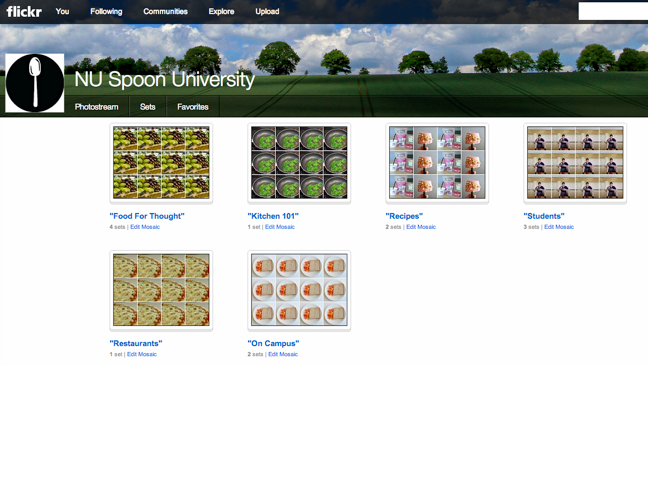 flickr You Following Communities Explore Upload
NU Spoon University
Photostream Sets Favorites
"Food For Thought" "Kitchen 101" "Recipes" "Students"
4 sets | Edit Mosaic 1 set | Edit Mosaic 2 sets | Edit Mosaic 3 sets | Edit Mosaic
"Restaurants" "On Campus"
1 set | Edit Mosaic 2 sets | Edit Mosaic